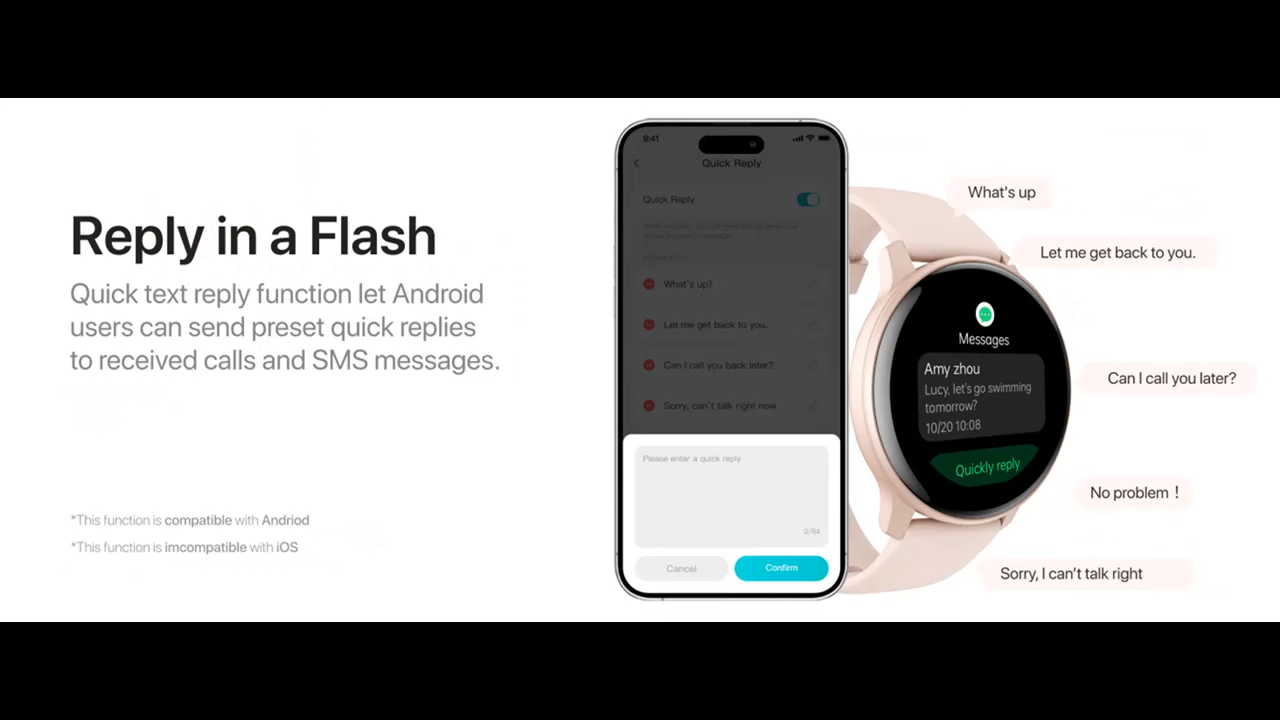 Reply in a Flash
Quick text reply function let Android
users can send preset quick replies
to received calls and SMS messages.
*This function is compatible with Andriod
*This function is imcompatible with iOS
9:41
Quick Reply
Quick Reply
What's up?
Let me get back to you.
Can I call you back later?
Sorry, can't talk right now.
Please enter a quick reply
0/64
Cancel
Confirm
Messages
Amy zhou
Lucy, let's go swimming
tomorrow?
10/20 10:08
Quickly reply
What's up
Let me get back to you.
Can I call you later?
No problem！
Sorry, I can't talk right